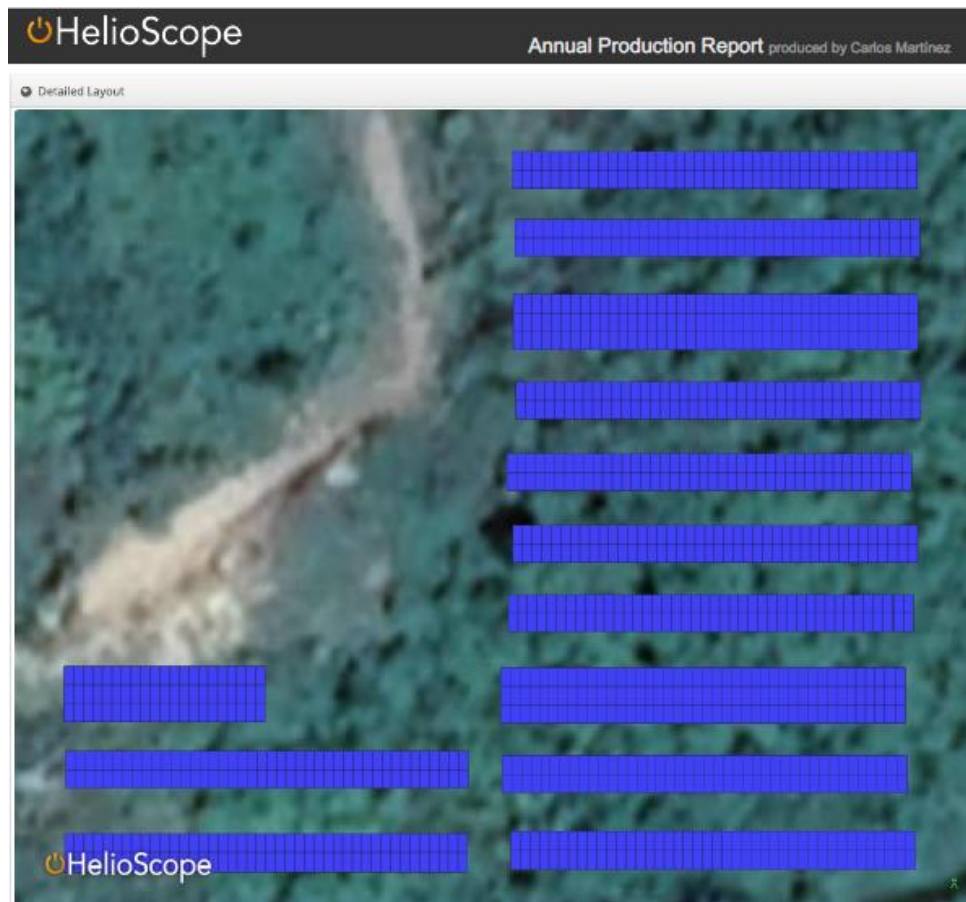 HelioScope
Annual Production Report produced by Carlos Martinez
Detailed Layout
HelioScope